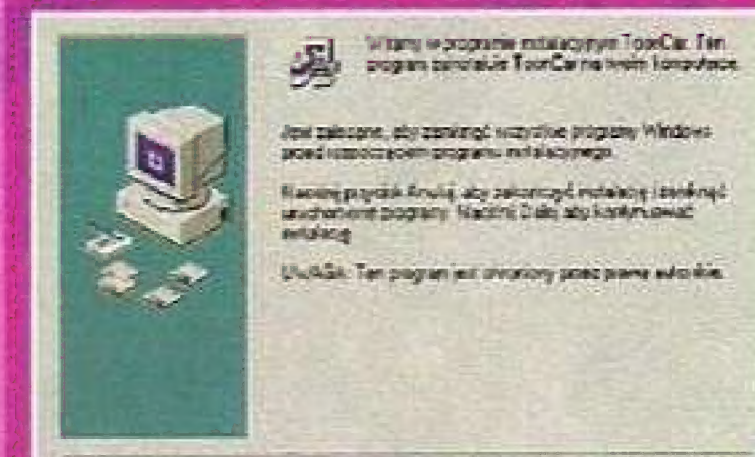 Witamy w programie instalacyjnym ToonCar. Ten
program zainstaluje ToonCar na twoim komputerze.
Jest zalecane, aby zamknąć wszystkie programy Windows
przed rozpoczęciem programu instalacyjnego.
Naciśnij przycisk Anuluj aby zakończyć instalację i zamknąć
uruchomione programy. Naciśnij Dalej aby kontynuować
instalację.
UWAGA: Ten program jest chroniony przez prawa autorskie.